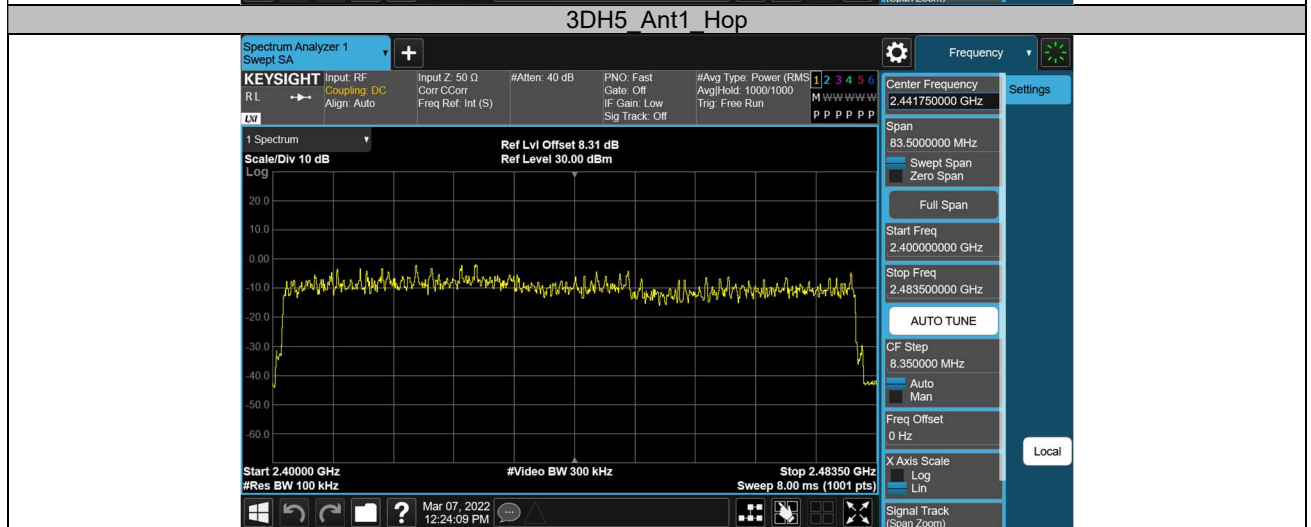 (Span Zoom)
3DH5_Ant1_Hop
Spectrum Analyzer 1
Swept SA
+
Frequency
KEYSIGHT
RL
LXI
Input: RF
Coupling: DC
Align: Auto
Input Z: 50 Ω
Corr CCorr
Freq Ref: Int (S)
#Atten: 40 dB
PNO: Fast
Gate: Off
IF Gain: Low
Sig Track: Off
#Avg Type: Power (RMS
Avg|Hold: 1000/1000
Trig: Free Run
1 2 3 4 5 6
M W W W W W
P P P P P P
1 Spectrum
Scale/Div 10 dB
Log
Ref Lvl Offset 8.31 dB
Ref Level 30.00 dBm
20.0
10.0
0.00
-10.0
-20.0
-30.0
-40.0
-50.0
-60.0
Start 2.40000 GHz
#Res BW 100 kHz
#Video BW 300 kHz
Stop 2.48350 GHz
Sweep 8.00 ms (1001 pts)
Center Frequency
2.441750000 GHz
Settings
Span
83.5000000 MHz
Swept Span
Zero Span
Full Span
Start Freq
2.400000000 GHz
Stop Freq
2.483500000 GHz
AUTO TUNE
CF Step
8.350000 MHz
Auto
Man
Freq Offset
0 Hz
X Axis Scale
Log
Lin
Local
Signal Track
(Span Zoom)
?
Mar 07, 2022
12:24:09 PM